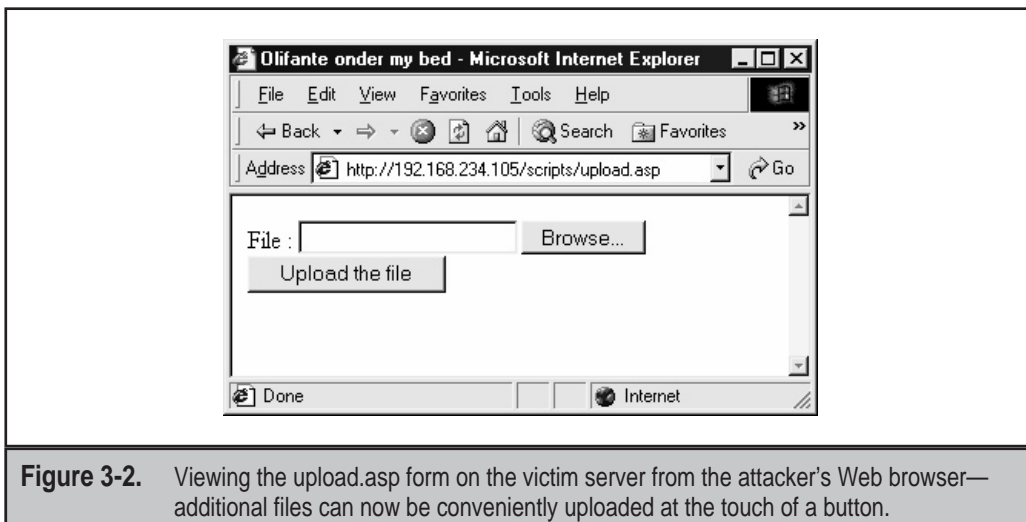 Olifante onder my bed - Microsoft Internet Explorer
File Edit View Favorites Tools Help
Back Search Favorites »
Address http://192.168.234.105/scripts/upload.asp Go
File : Browse...
Upload the file
Done Internet
Figure 3-2. Viewing the upload.asp form on the victim server from the attacker's Web browser—
additional files can now be conveniently uploaded at the touch of a button.